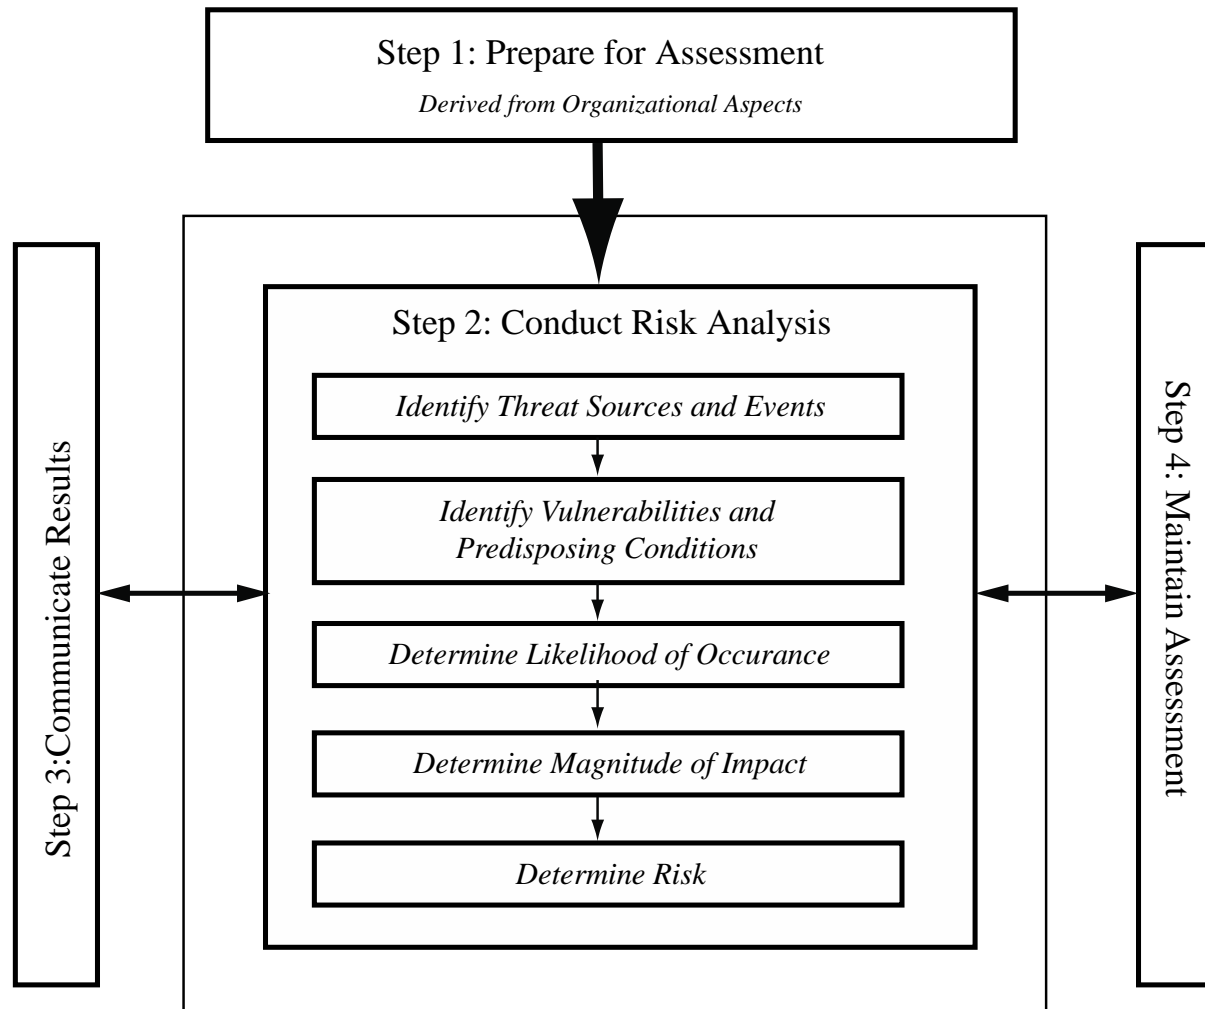 Step 1: Prepare for Assessment
Derived from Organizational Aspects
Step 2: Conduct Risk Analysis
Identify Threat Sources and Events
Identify Vulnerabilities and
Predisposing Conditions
Determine Likelihood of Occurance
Determine Magnitude of Impact
Determine Risk
Step 3:Communicate Results
Step 4: Maintain Assessment